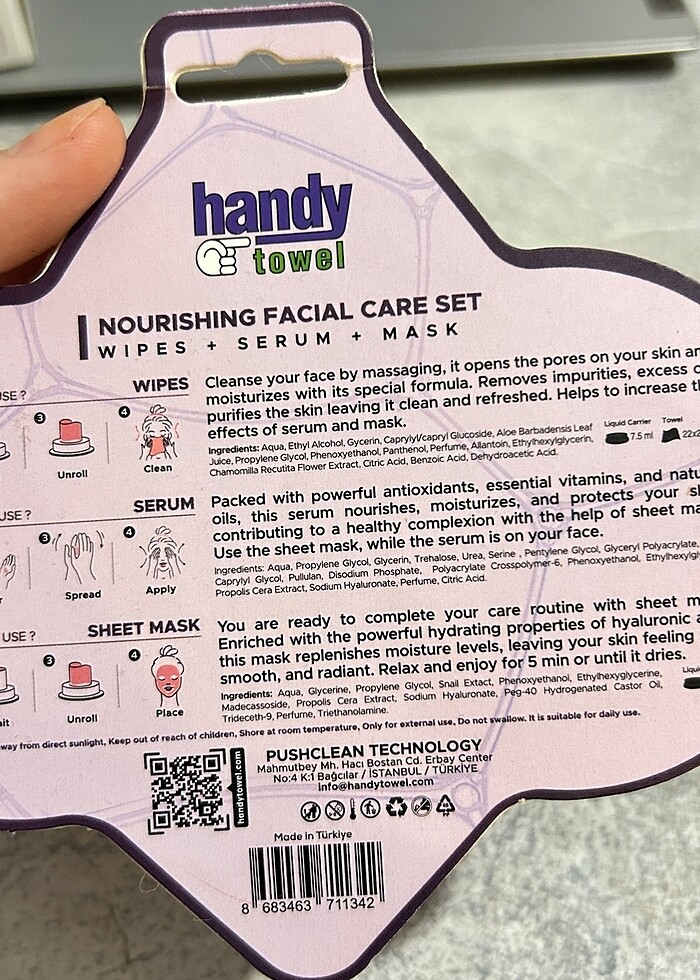 handy
towel
NOURISHING FACIAL CARE SET
WIPES + SERUM + MASK
USE ?
WIPES
3
4
Unroll
Clean
Cleanse your face by massaging, it opens the pores on your skin
moisturizes with its special formula. Removes impurities, excess
purifies the skin leaving it clean and refreshed. Helps to increase
effects of serum and mask.
Ingredients: Aqua, Ethyl Alcohol, Gycerin, Caprylyl/capryl Glucoside, Aloe Barbadensis Leaf
Juice, Propylene Glycol, Phenoxyethanol, Panthenol, Perfume, Allantoin, Ethylhexylglycerin,
Chamomilla Recutita Flower Extract, Citric Acid, Benzoic Acid, Dehydroacetic Acid.
Liquid Carrier
7.5 ml
Towel
USE ?
SERUM
3
4
Spread
Apply
Packed with powerful antioxidants, essential vitamins, and
oils, this serum nourishes, moisturizes, and protects your
contributing to a healthy complexion with the help of sheet
Use the sheet mask, while the serum is on your face.
Ingredients: Aqua, Propylene Glycol, Glycerin, Trehalose, Urea, Serine , Pentylene Glycol, Glyceryl Polyacrylate,
Caprylyl Glycol, Pullulan, Disodium Phosphate, Polyacrylate Crosspolymer-6, Phenoxyethanol,
Propolis Cera Extract, Sodium Hyaluronate, Perfume, Citric Acid.
USE ?
SHEET MASK
3
4
Unroll
Place
You are ready to complete your care routine with sheet
Enriched with the powerful hydrating properties of hyaluronic
this mask replenishes moisture levels, leaving your skin feeling
smooth, and radiant. Relax and enjoy for 5 min or until it dries.
Ingredients: Aqua, Glycerine, Propylene Glycol, Snail Extact, Phenoxyethanol, Ethylhexyglycerine,
Madecassoside, Propolis Cera Extract, Sodium Hyaluronate, Peg-40 Hydrogenated Castor Oil,
Trideceth-9, Perfume, Triethanolamine.
from direct sunlight, Keep out of reach of children, Shore at room temperature, Only for external use, Do not swallow. It is suitable for daily use.
handytowel.com
PUSHCLEAN TECHNOLOGY
Mahmutbey Mh. Hacı Bostan Cd. Erbay Center
No:4 K:1 Bağcılar / İSTANBUL / TÜRKİYE
info@handytowel.com
Made in Türkiye
8 683463 711342